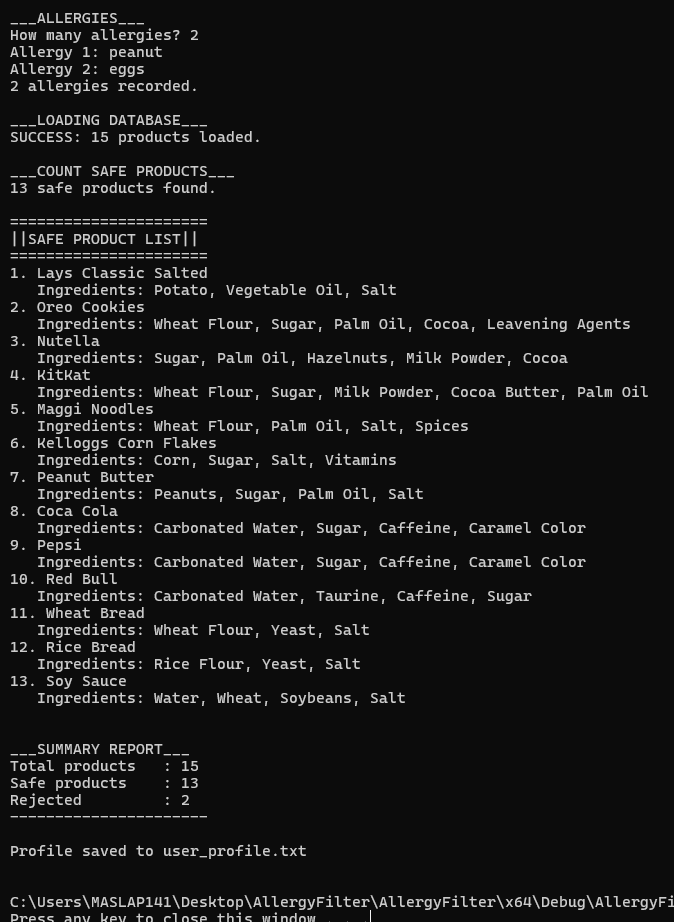 ___ALLERGIES___
How many allergies? 2
Allergy 1: peanut
Allergy 2: eggs
2 allergies recorded.
___LOADING DATABASE___
SUCCESS: 15 products loaded.
___COUNT SAFE PRODUCTS___
13 safe products found.
======================
||SAFE PRODUCT LIST||
======================
1. Lays Classic Salted
Ingredients: Potato, Vegetable Oil, Salt
2. Oreo Cookies
Ingredients: Wheat Flour, Sugar, Palm Oil, Cocoa, Leavening Agents
3. Nutella
Ingredients: Sugar, Palm Oil, Hazelnuts, Milk Powder, Cocoa
4. KitKat
Ingredients: Wheat Flour, Sugar, Milk Powder, Cocoa Butter, Palm Oil
5. Maggi Noodles
Ingredients: Wheat Flour, Palm Oil, Salt, Spices
6. Kelloggs Corn Flakes
Ingredients: Corn, Sugar, Salt, Vitamins
7. Peanut Butter
Ingredients: Peanuts, Sugar, Palm Oil, Salt
8. Coca Cola
Ingredients: Carbonated Water, Sugar, Caffeine, Caramel Color
9. Pepsi
Ingredients: Carbonated Water, Sugar, Caffeine, Caramel Color
10. Red Bull
Ingredients: Carbonated Water, Taurine, Caffeine, Sugar
11. Wheat Bread
Ingredients: Wheat Flour, Yeast, Salt
12. Rice Bread
Ingredients: Rice Flour, Yeast, Salt
13. Soy Sauce
Ingredients: Water, Wheat, Soybeans, Salt
___SUMMARY REPORT___
Total products   : 15
Safe products    : 13
Rejected         : 2
----------------------
Profile saved to user_profile.txt
C:\Users\MASLAP141\Desktop\AllergyFilter\AllergyFilter\x64\Debug\AllergyFi
Press any key to close this window . . .